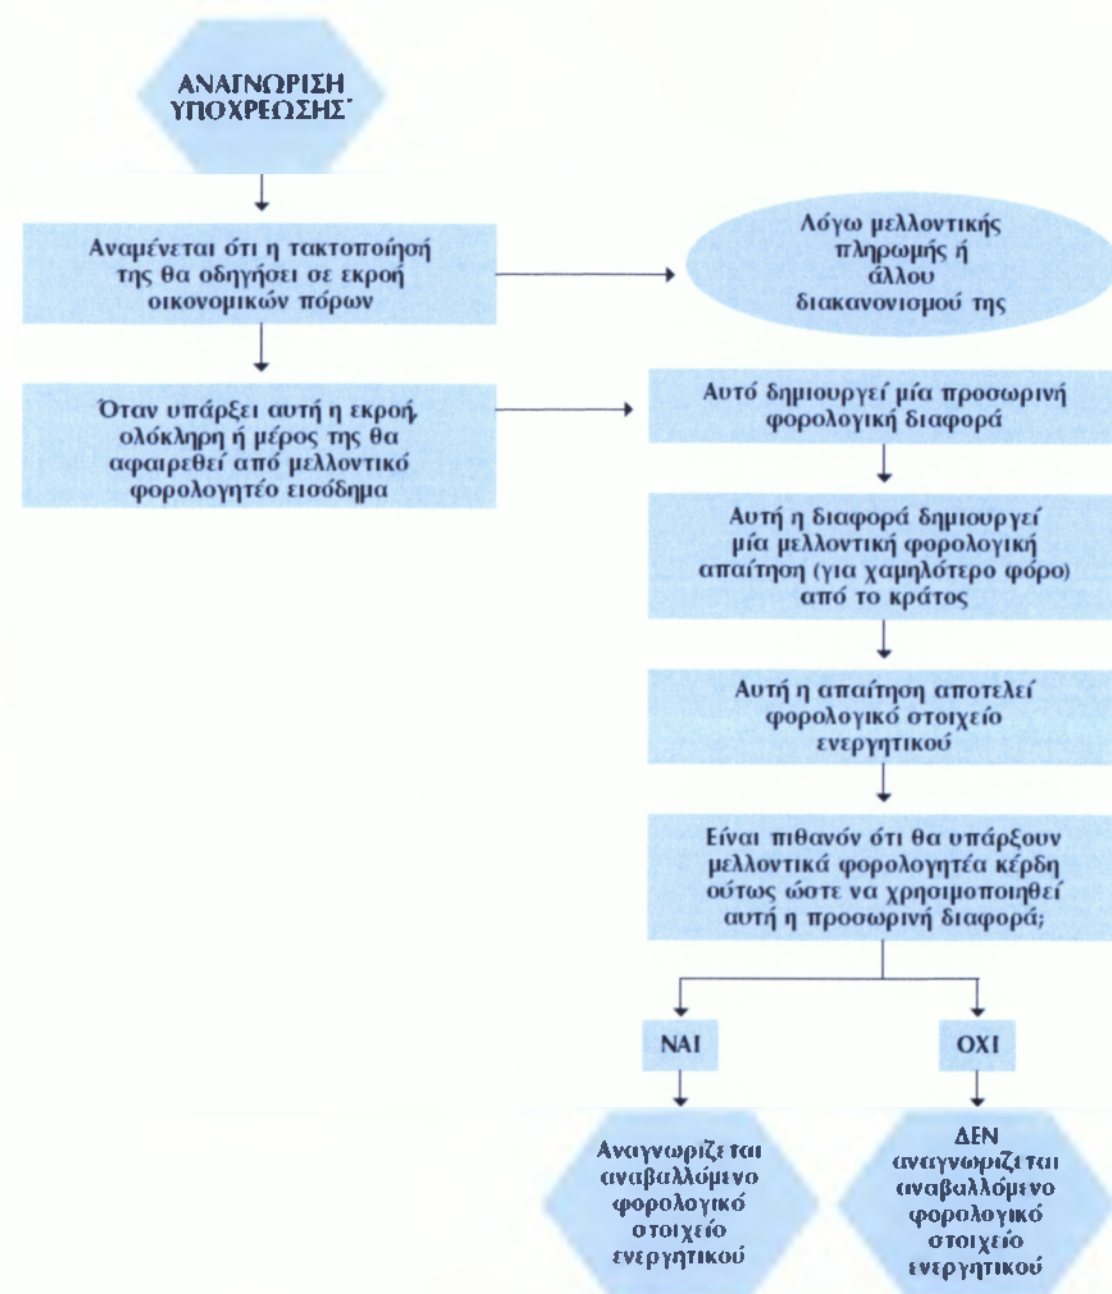 ΑΝΑΓΝΩΡΙΣΗ
ΥΠΟΧΡΕΩΣΗΣ*
Αναμένεται ότι η τακτοποίησή
της θα οδηγήσει σε εκροή
οικονομικών πόρων
Λόγω μελλοντικής
πληρωμής ή
άλλου
διακανονισμού της
Όταν υπάρξει αυτή η εκροή,
ολόκληρη ή μέρος της θα
αφαιρεθεί από μελλοντικό
φορολογητέο εισόδημα
Αυτό δημιουργεί μία προσωρινή
φορολογική διαφορά
Αυτή η διαφορά δημιουργεί
μία μελλοντική φορολογική
απαίτηση (για χαμηλότερο φόρο)
από το κράτος
Αυτή η απαίτηση αποτελεί
φορολογικό στοιχείο
ενεργητικού
Είναι πιθανόν ότι θα υπάρξουν
μελλοντικά φορολογητέα κέρδη
ούτως ώστε να χρησιμοποιηθεί
αυτή η προσωρινή διαφορά;
ΝΑΙ
ΟΧΙ
Αναγνωρίζεται
αναβαλλόμενο
φορολογικό
στοιχείο
ενεργητικού
ΔΕΝ
αναγνωρίζεται
αναβαλλόμενο
φορολογικό
στοιχείο
ενεργητικού